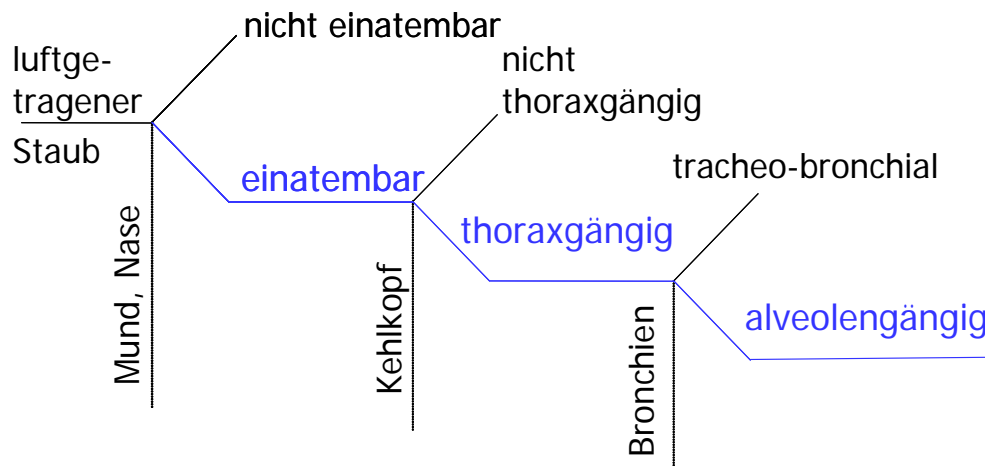 nicht einatembar
luftge-
tragener
Staub
Mund, Nase
einatembar
nicht
thoraxgängig
Kehlkopf
thoraxgängig
tracheo-bronchial
Bronchien
alveolengängig